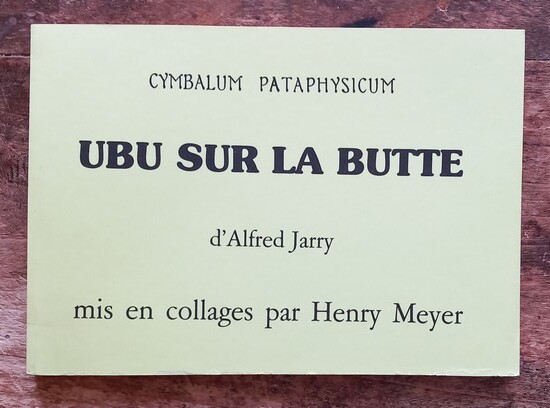 CYMBALUM PATAPHYSICUM
UBU SUR LA BUTTE
d'Alfred Jarry
mis en collages par Henry Meyer